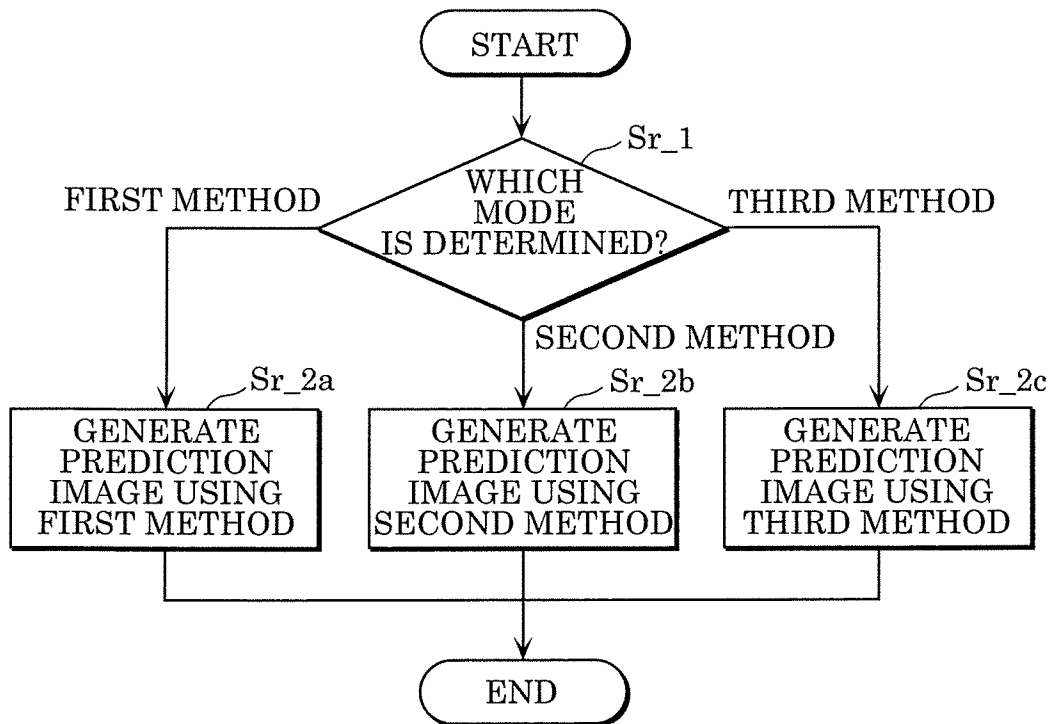 START
Sr_1
WHICH
MODE
IS DETERMINED?
FIRST METHOD
THIRD METHOD
SECOND METHOD
Sr_2a
GENERATE
PREDICTION
IMAGE USING
FIRST METHOD
Sr_2b
GENERATE
PREDICTION
IMAGE USING
SECOND METHOD
Sr_2c
GENERATE
PREDICTION
IMAGE USING
THIRD METHOD
END